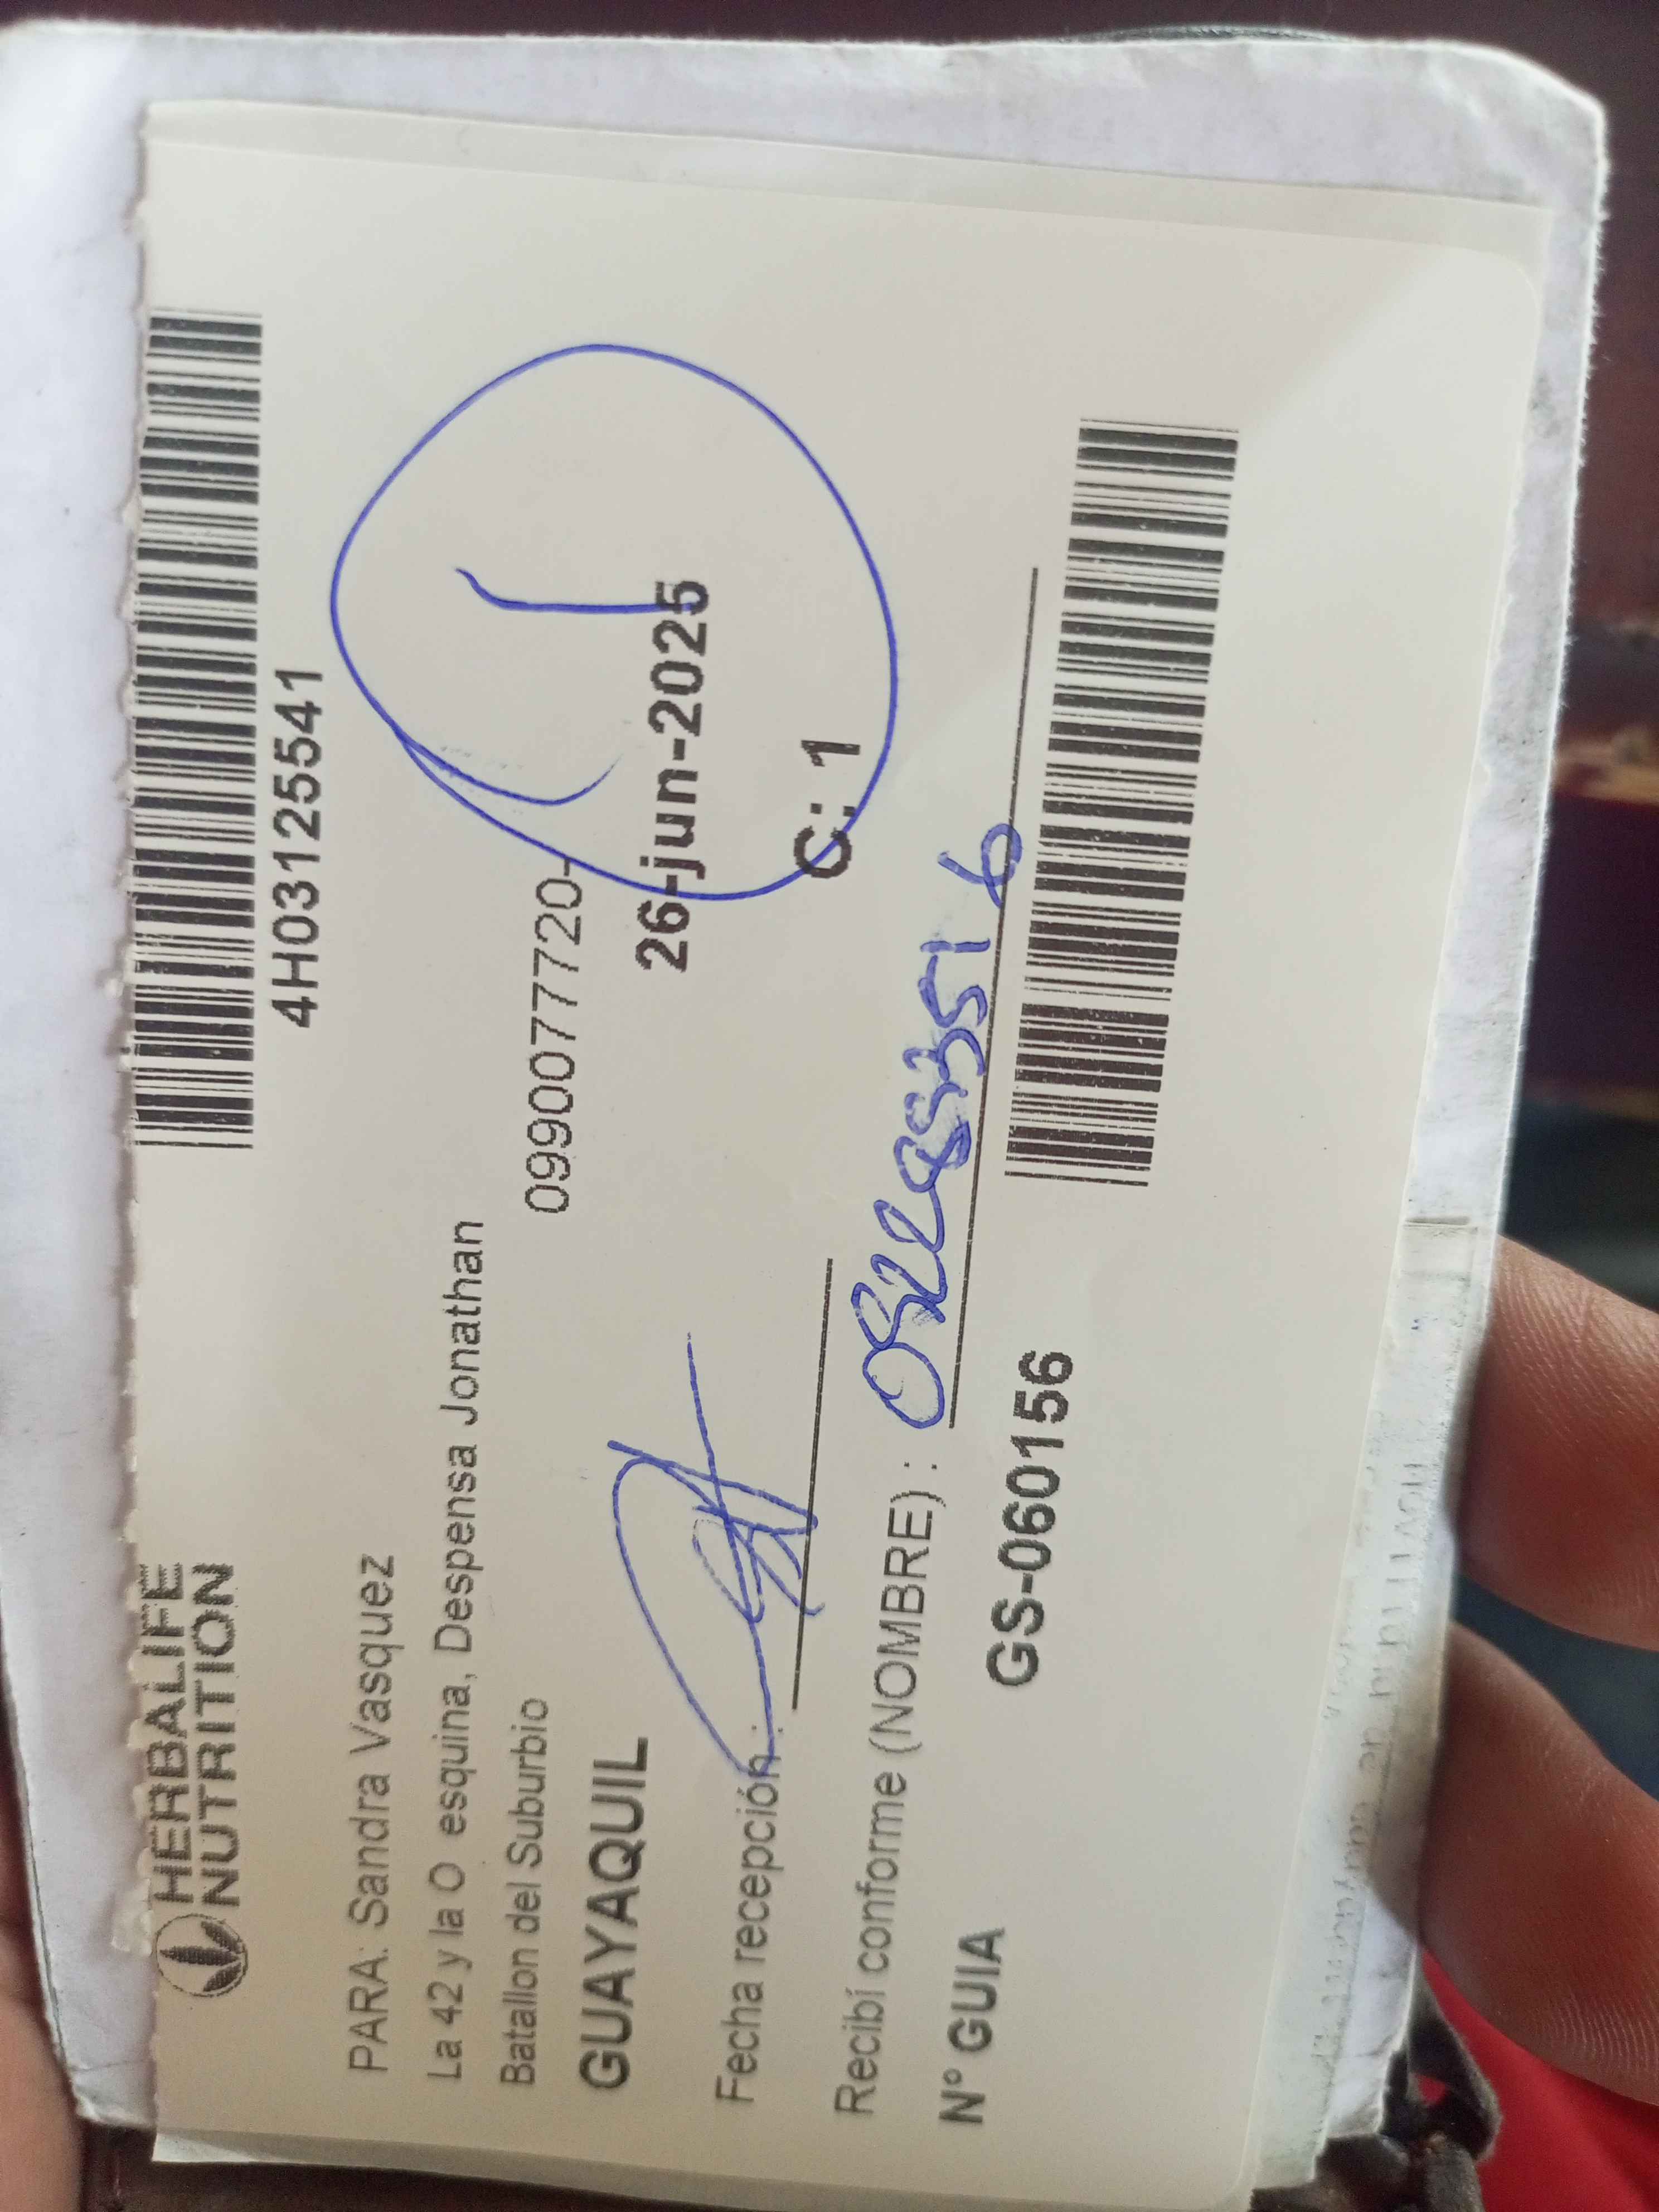 HERBALIFE
NUTRITION
4H03125541
PARA: Sandra Vasquez
La 42 y la O esquina, Despensa Jonathan
Batallon del Suburbio
0990077720-
GUAYAQUIL
26-jun-2025
Fecha recepción :
C: 1
Recibí conforme (NOMBRE) :
N° GUIA
GS-060156